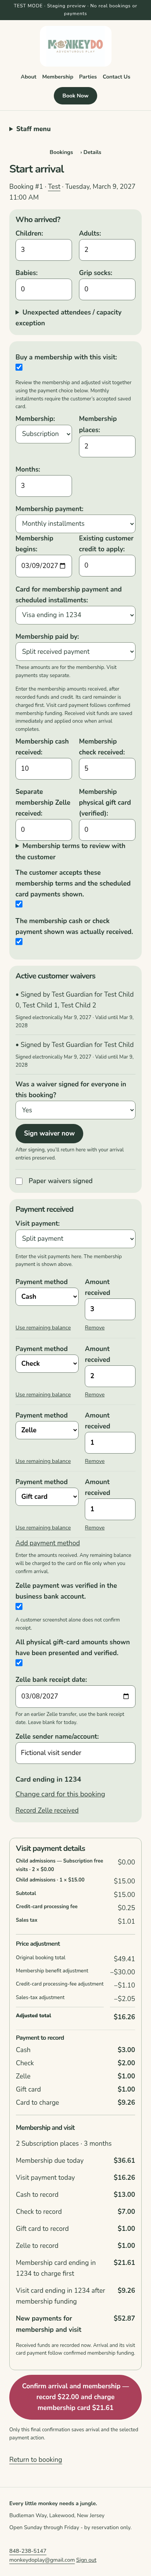 TEST MODE · Staging preview · No real bookings or
payments
MONKEYDO
About Membership Parties Contact Us
Book Now
▶ Staff menu
Bookings › Details
Start arrival
Booking #1 · Test · Tuesday, March 9, 2027
11:00 AM
Who arrived?
Children: Adults:
3 2
Babies: Grip socks:
0 0
▶ Unexpected attendees / capacity
exception
Buy a membership with this visit:
Review the membership and adjusted visit together
using the payment choice below. Monthly
installments require the customer's accepted saved
card.
Membership: Membership
places:
Subscription
2
Months:
3
Membership payment:
Monthly installments
Membership Existing customer
begins: credit to apply:
03/09/2027 0
Card for membership payment and
scheduled installments:
Visa ending in 1234
Membership paid by:
Split received payment
These amounts are for the membership. Visit
payments stay separate.
Enter the membership amounts received, after
recorded funds and credit. Its card remainder is
charged first. Visit card payment follows confirmed
membership funding. Received visit funds are saved
immediately and protected once arrival
completes.
Membership cash Membership
received: check received:
10 5
Separate Membership
membership Zelle physical gift card
received: (verified):
0 0
▶ Membership terms to review with
the customer
The customer accepts these
membership terms and the scheduled
card payments shown.
The membership cash or check
payment shown was actually received.
Active customer waivers
• Signed by Test Guardian for Test Child
0, Test Child 1, Test Child 2
Signed electronically Mar 9, 2027 · Valid until Mar 9,
2028
• Signed by Test Guardian for Test Child
Signed electronically Mar 9, 2027 · Valid until Mar 9,
2028
Was a waiver signed for everyone in
this booking?
Yes
Sign waiver now
After signing, you'll return here with your arrival
entries preserved.
Paper waivers signed
Payment received
Visit payment:
Split payment
Enter the visit payments here. The membership
payment is shown above.
Payment method Amount
received
Cash
3
Use remaining balance Remove
Payment method Amount
received
Check
2
Use remaining balance Remove
Payment method Amount
received
Zelle
1
Use remaining balance Remove
Payment method Amount
received
Gift card
1
Use remaining balance Remove
Add payment method
Enter the amounts received. Any remaining balance
will be charged to the card on file only when you
confirm arrival.
Zelle payment was verified in the
business bank account.
A customer screenshot alone does not confirm
receipt.
All physical gift-card amounts shown
have been presented and verified.
Zelle bank receipt date:
03/08/2027
For an earlier Zelle transfer, use the bank receipt
date. Leave blank for today.
Zelle sender name/account:
Fictional visit sender
Card ending in 1234
Change card for this booking
Record Zelle received
Visit payment details
Child admissions — Subscription free $0.00
visits · 2 × $0.00
Child admissions · 1 × $15.00 $15.00
Subtotal $15.00
Credit-card processing fee $0.25
Sales tax $1.01
Price adjustment
Original booking total $49.41
Membership benefit adjustment −$30.00
Credit-card processing-fee adjustment −$1.10
Sales-tax adjustment −$2.05
Adjusted total $16.26
Payment to record
Cash $3.00
Check $2.00
Zelle $1.00
Gift card $1.00
Card to charge $9.26
Membership and visit
2 Subscription places · 3 months
Membership due today $36.61
Visit payment today $16.26
Cash to record $13.00
Check to record $7.00
Gift card to record $1.00
Zelle to record $1.00
Membership card ending in $21.61
1234 to charge first
Visit card ending in 1234 after $9.26
membership funding
New payments for $52.87
membership and visit
Received funds are recorded now. Arrival and its visit
card payment follow confirmed membership funding.
Confirm arrival and membership —
record $22.00 and charge
membership card $21.61
Only this final confirmation saves arrival and the selected
payment action.
Return to booking
Every little monkey needs a jungle.
Budleman Way, Lakewood, New Jersey
Open Sunday through Friday · by reservation only.
848-238-5147
monkeydoplay@gmail.com Sign out